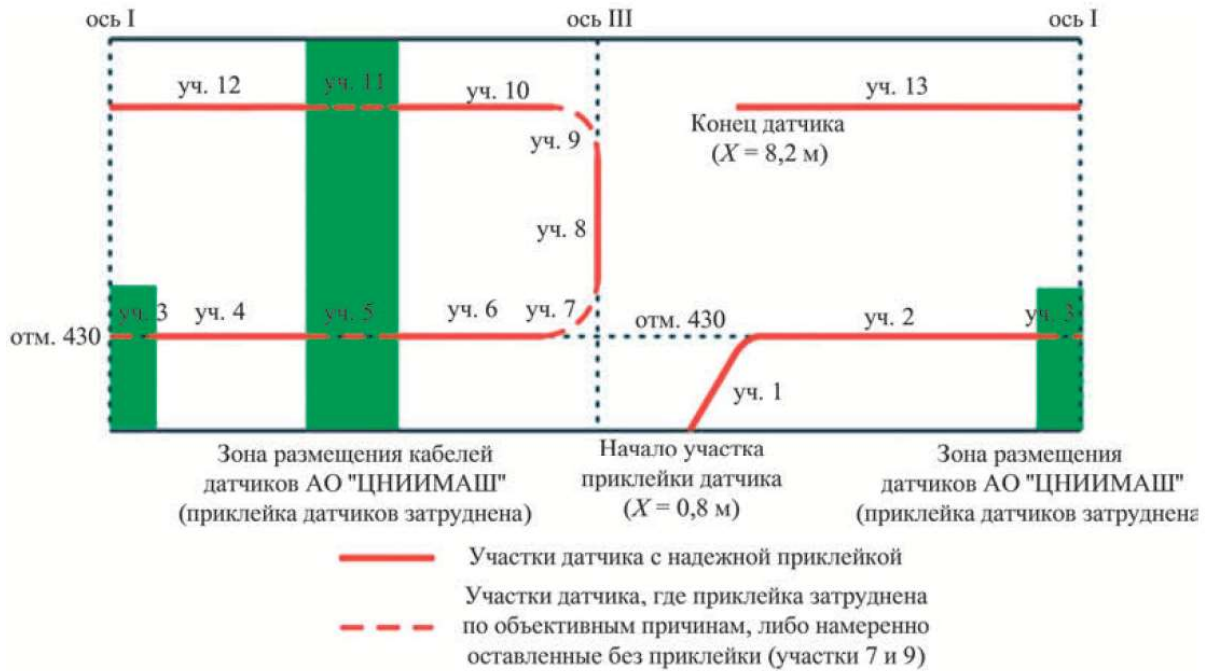 ось I
ось III
ось I
уч. 12
уч. 11
уч. 10
уч. 13
уч. 9
Конец датчика
(X = 8,2 м)
уч. 8
уч. 3
уч. 4
уч. 5
уч. 6
уч. 7
отм. 430
уч. 2
уч. 3
отм. 430
уч. 1
Зона размещения кабелей
датчиков АО "ЦНИИМАШ"
(приклейка датчиков затруднена)
Начало участка
приклейки датчика
(X = 0,8 м)
Зона размещения
датчиков АО "ЦНИИМАШ"
(приклейка датчиков затруднена
Участки датчика с надежной приклейкой
Участки датчика, где приклейка затруднена
по объективным причинам, либо намеренно
оставленные без приклейки (участки 7 и 9)